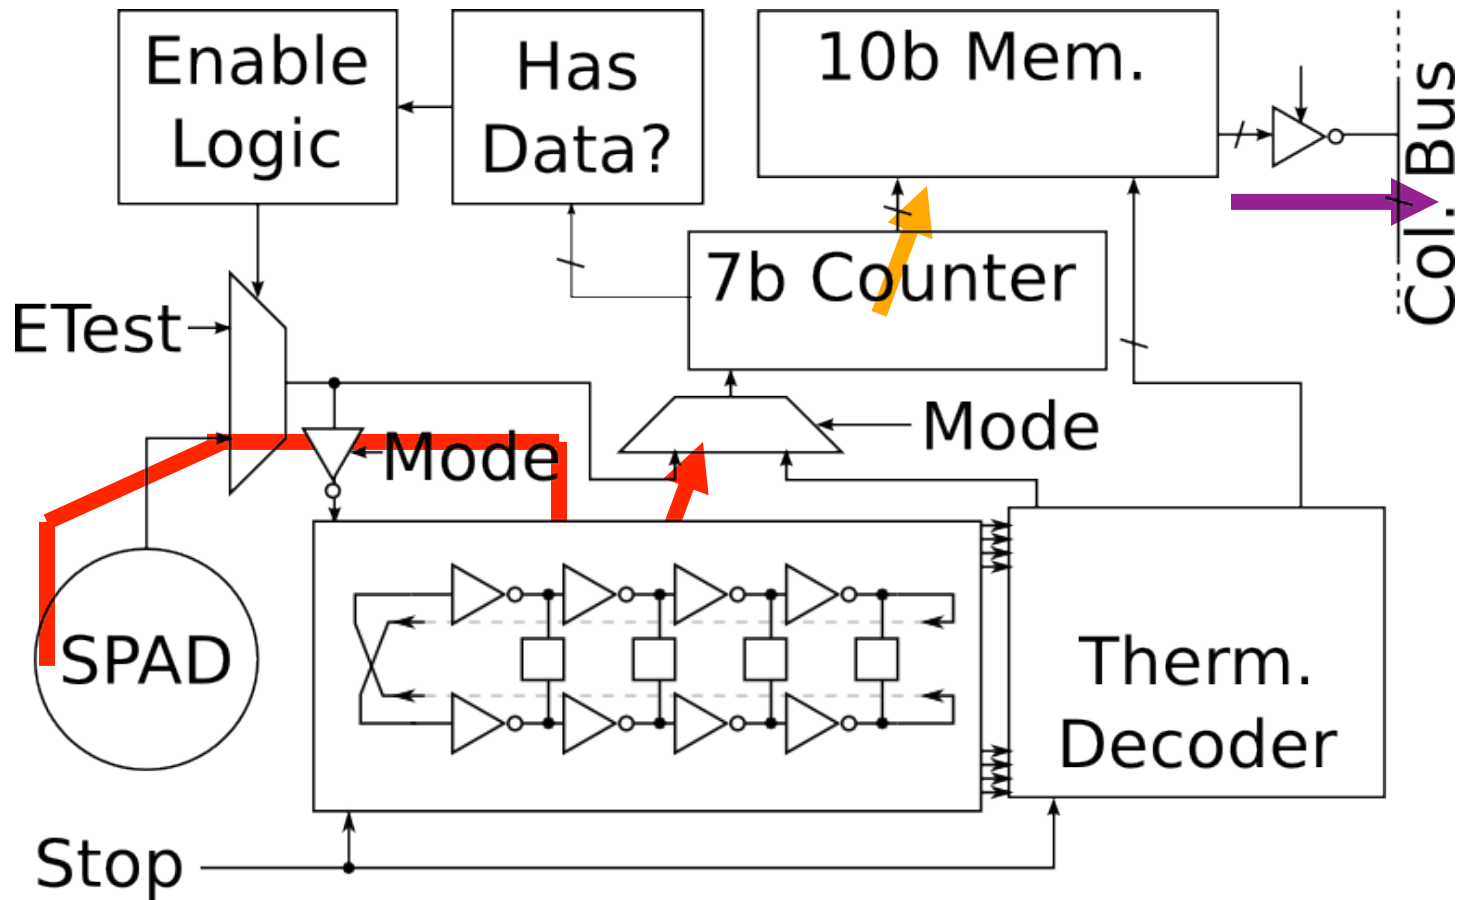 Enable
Logic
Has
Data?
10b Mem.
Col. Bus
7b Counter
ETest
Mode
Mode
SPAD
Therm.
Decoder
Stop